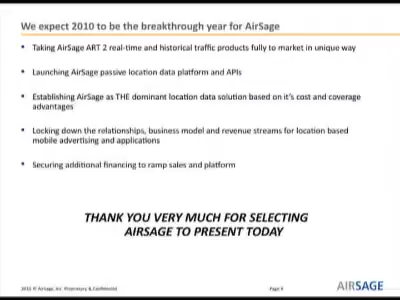 We expect 2010 to be the breakthrough year for AirSage
• Taking AirSage ART 2 real-time and historical traffic products fully to market in unique way
• Launching AirSage passive location data platform and APIs
• Establishing AirSage as THE dominant location data solution based on it's cost and coverage
advantages
• Locking down the relationships, business model and revenue streams for location based
mobile advertising and applications
• Securing additional financing to ramp sales and platform
THANK YOU VERY MUCH FOR SELECTING
AIRSAGE TO PRESENT TODAY
© AirSage, Inc. Proprietary & Confidential
Page
AIRSAGE